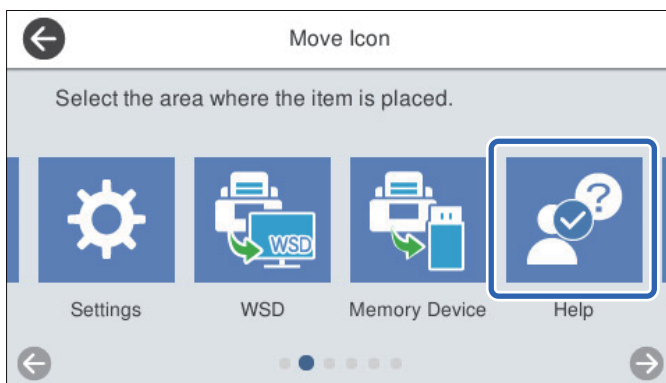 Move Icon
Select the area where the item is placed.
?
WSD
Settings WSD Memory Device Help